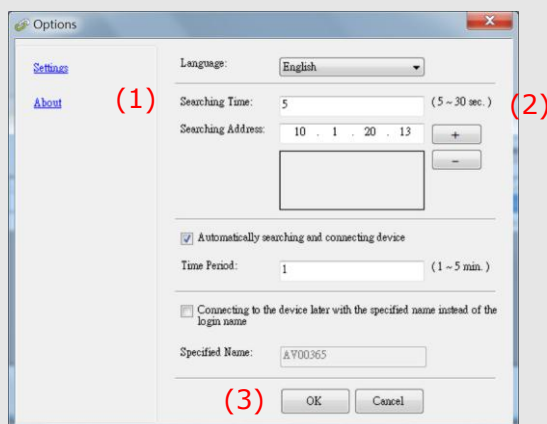 Options
Settings
About
(1)
Language:
English
Searching Time:
5
(5 ~ 30 sec.)
(2)
Searching Address:
10 . 1 . 20 . 13
+
−
Automatically searching and connecting device
Time Period:
1
(1 ~ 5 min.)
Connecting to the device later with the specified name instead of the
login name
Specified Name:
AV00365
(3)
OK
Cancel